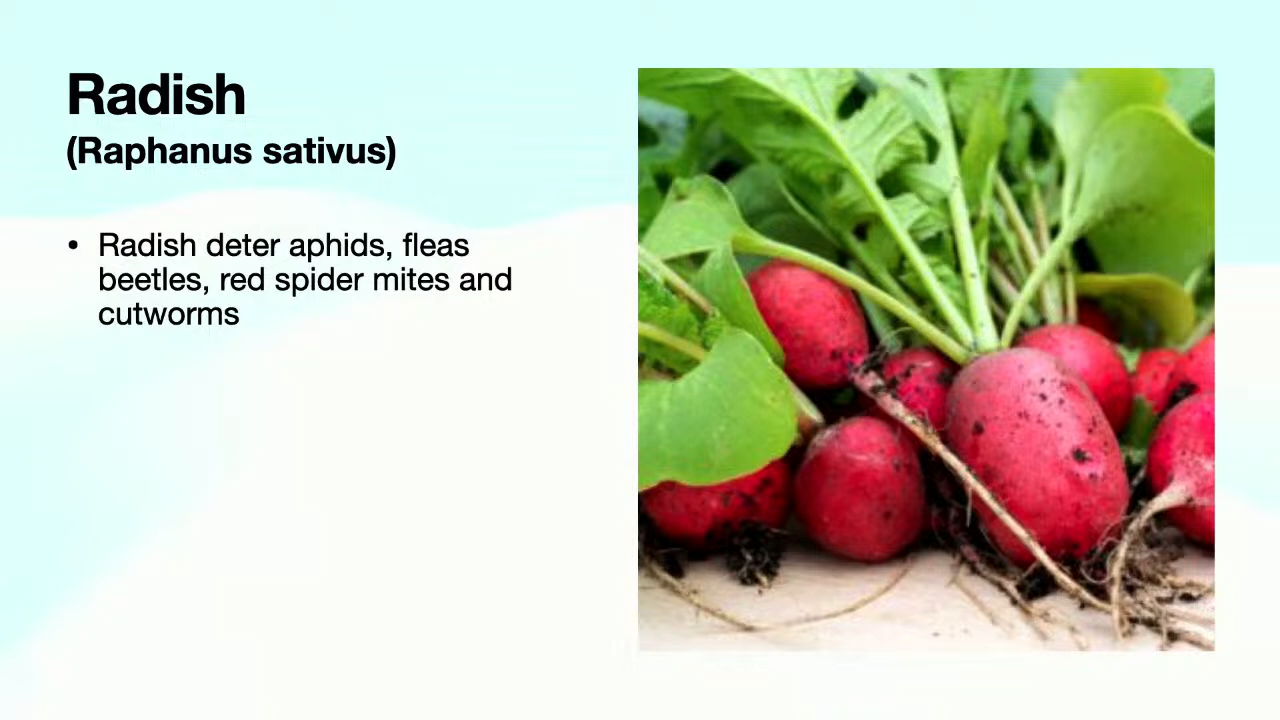 Radish
(Raphanus sativus)
• Radish deter aphids, fleas
beetles, red spider mites and
cutworms